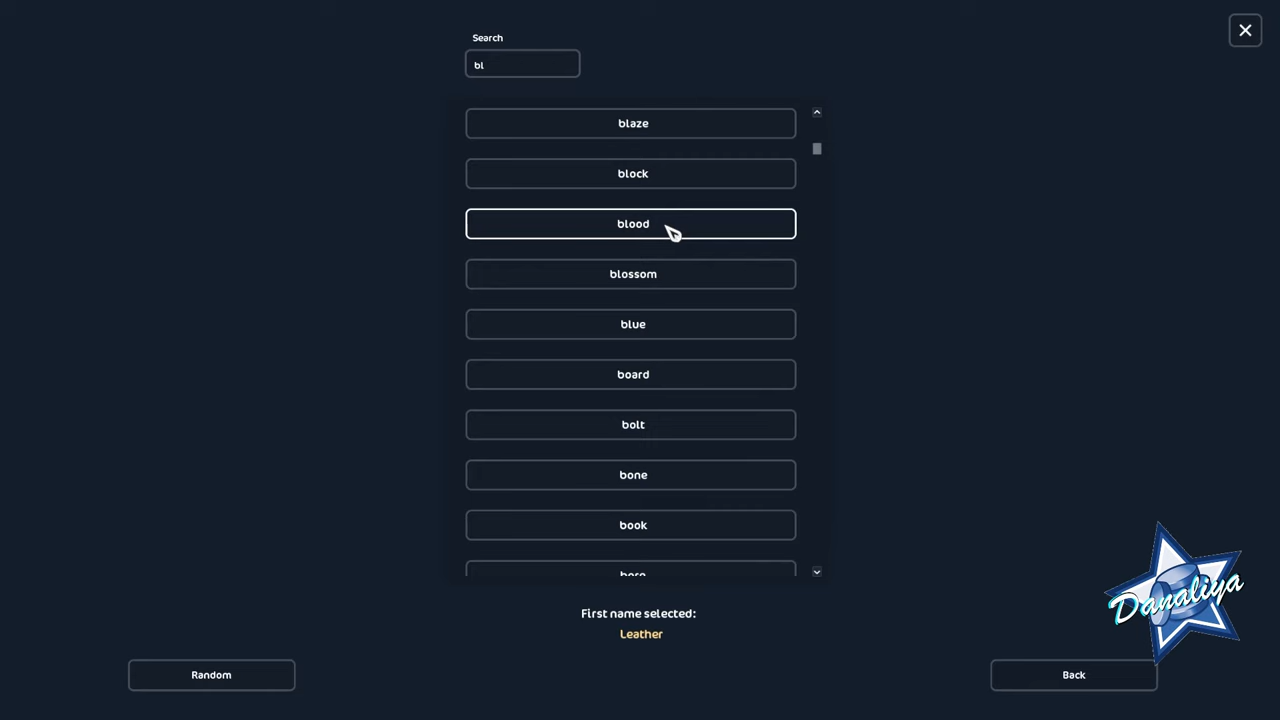 Search
bl
blaze
block
blood
blossom
blue
board
bolt
bone
book
First name selected:
Leather
Random
Back
Danaliya